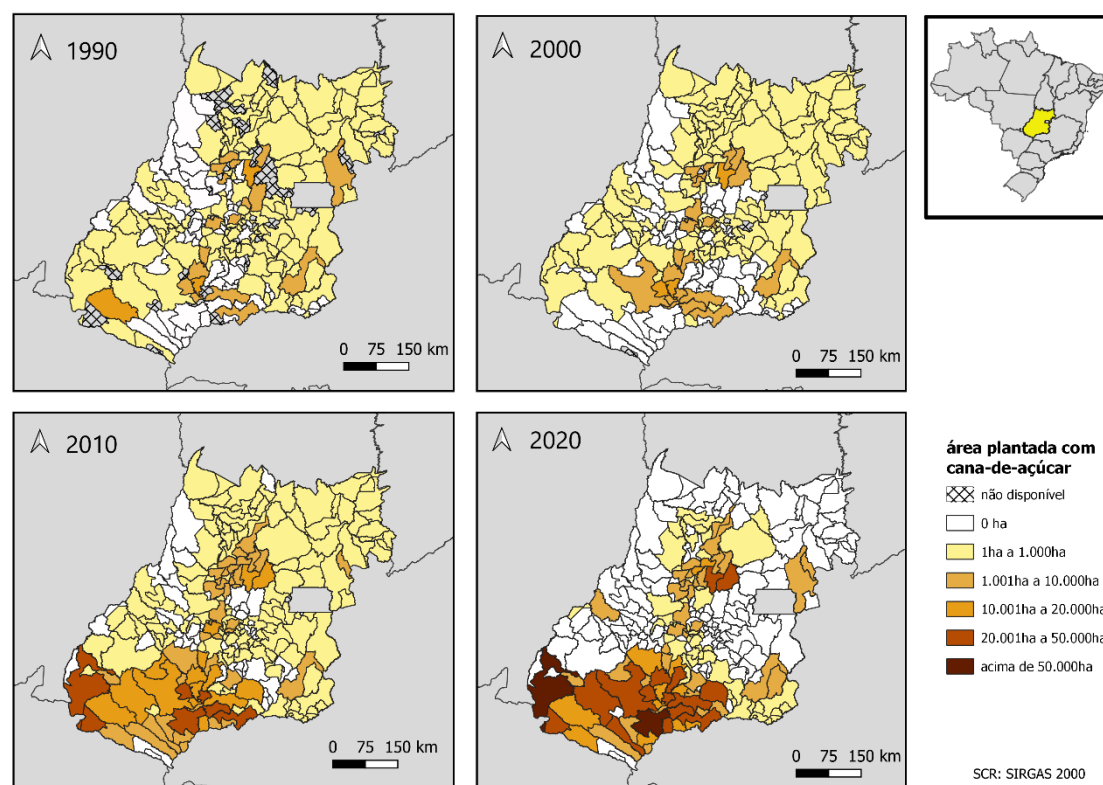 1990
0 75 150 km
2000
0 75 150 km
2010
0 75 150 km
2020
0 75 150 km
área plantada com
cana-de-açúcar
não disponível
0 ha
1ha a 1.000ha
1.001ha a 10.000ha
10.001ha a 20.000ha
20.001ha a 50.000ha
acima de 50.000ha
SCR: SIRGAS 2000